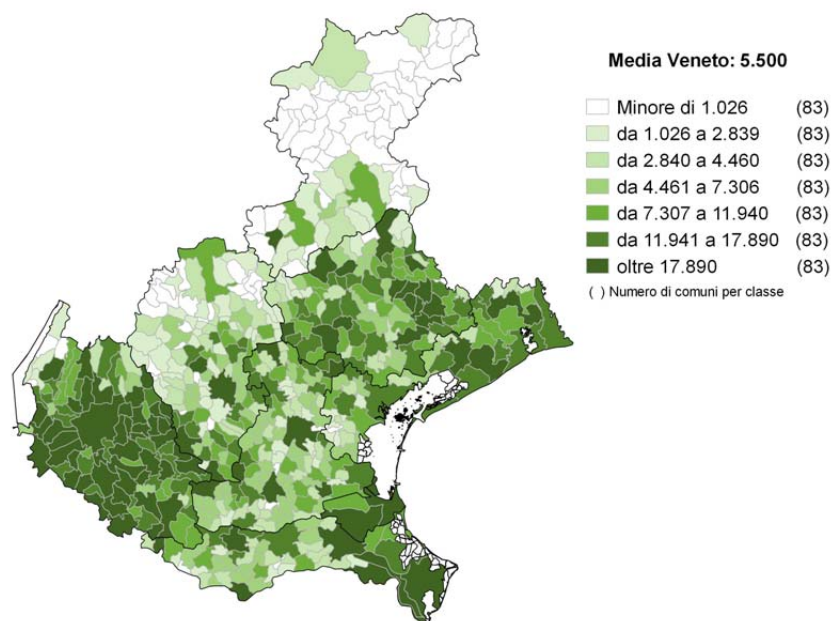 Media Veneto: 5.500
Minore di 1.026 (83)
da 1.026 a 2.839 (83)
da 2.840 a 4.460 (83)
da 4.461 a 7.306 (83)
da 7.307 a 11.940 (83)
da 11.941 a 17.890 (83)
oltre 17.890 (83)
( ) Numero di comuni per classe